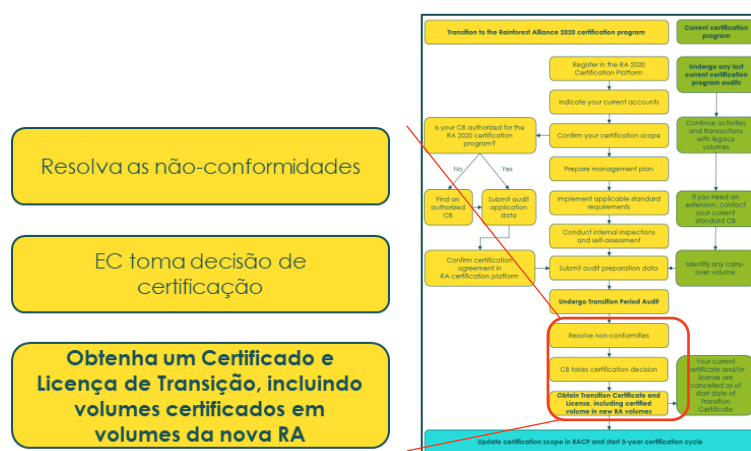 Resolva as não-conformidades
EC toma decisão de
certificação
Obtenha um Certificado e
Licença de Transição, incluindo
volumes certificados em
volumes da nova RA
Transition to the Rainforest Alliance 2020 certification program
Current certification
program
Register in the RA 2020
Certification Platform
Undergo any last
current certification
program audits
Indicate your current accounts
Is your CB authorized for the
RA 2020 certification
program?
Confirm your certification scope
Continue activities
and transactions
with legacy
volumes
No
Yes
Prepare management plan
Find an
authorized
CB
Submit audit
application
data
Implement applicable standard
requirements
If you need an
extension, contact
your current
standard CB
Conduct internal inspections
and self-assessment
Confirm certification
agreement in
RA certification platform
Submit audit preparation data
Identify any carry-
over volume
Undergo Transition Period Audit
Resolve non-conformities
CB takes certification decision
Obtain Transition Certificate and
License, including certified
volume in new RA volumes
Your current
certificate and/or
license are
cancelled as of
start date of
Transition
Certificate
Update certification scope in RACP and start 3-year certification cycle